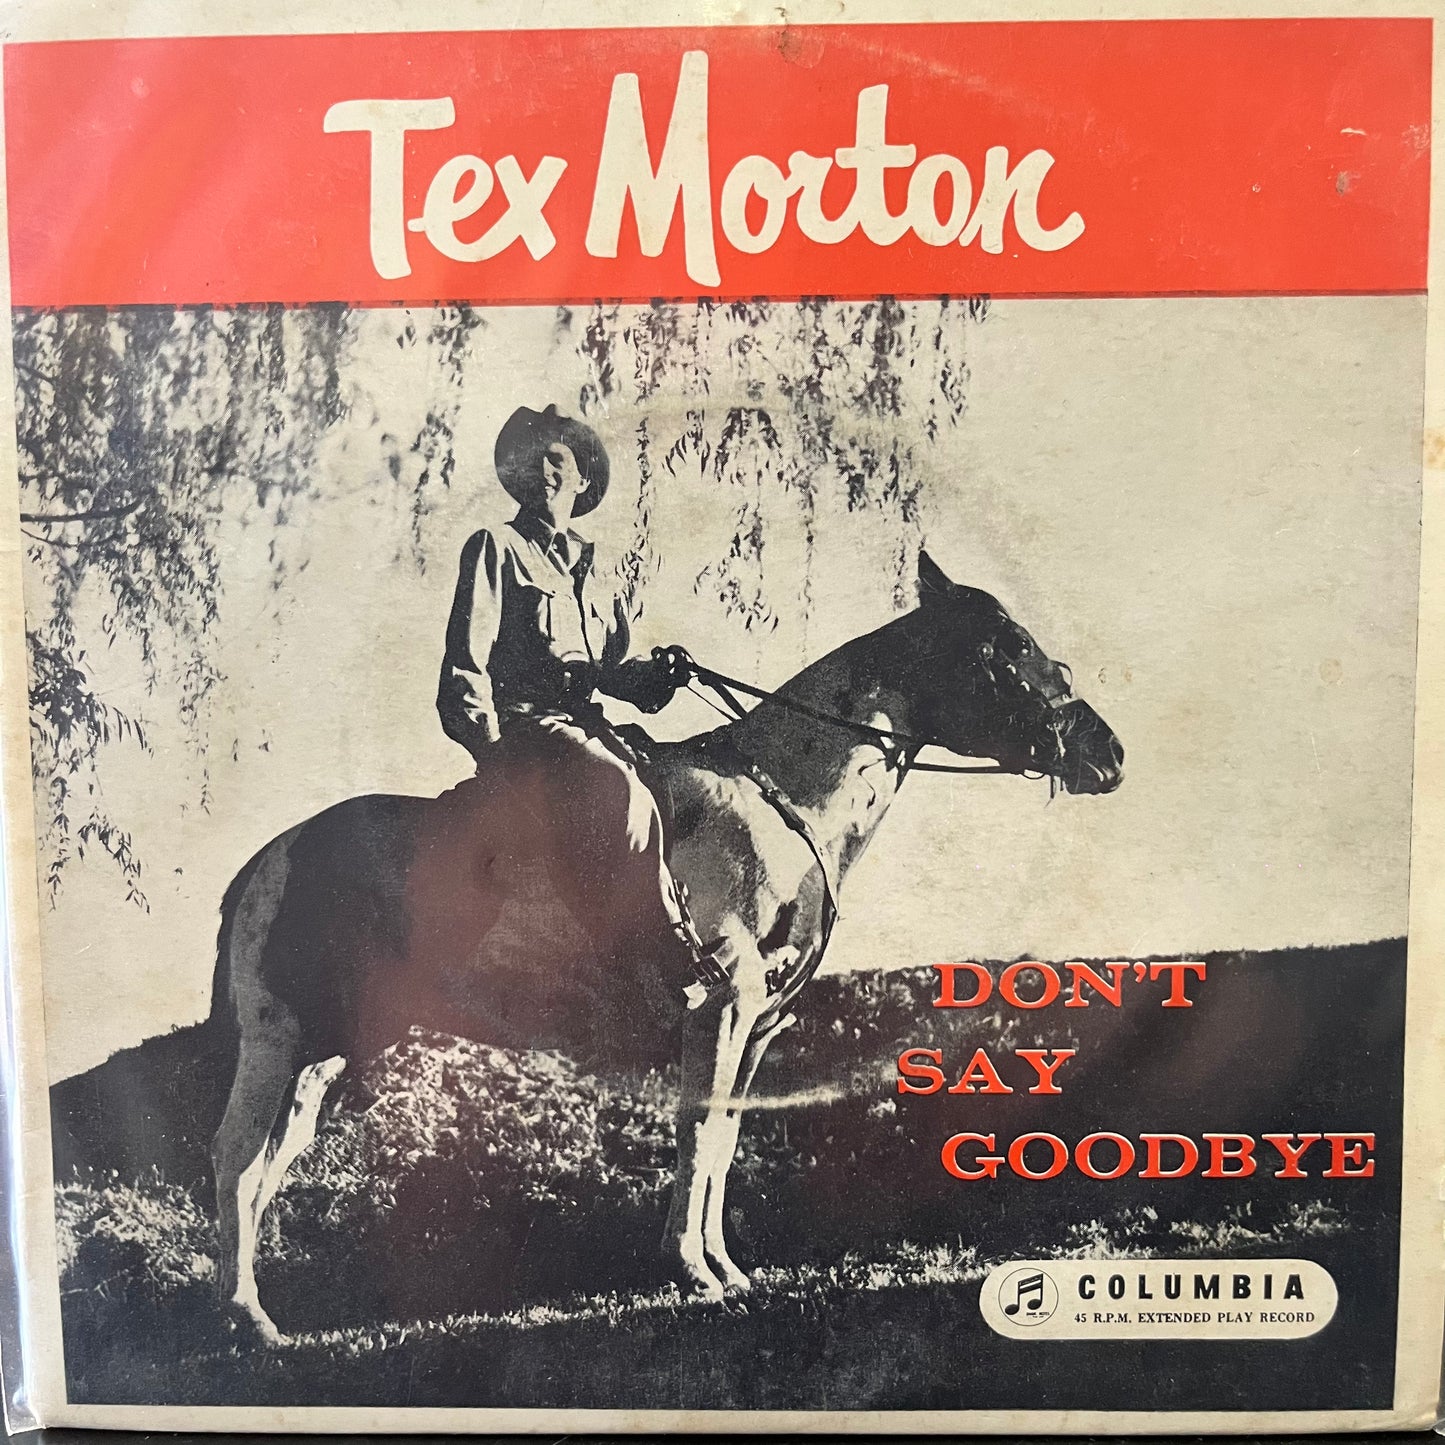 Tex Morton
DON'T
SAY
GOODBYE
COLUMBIA
45 R.P.M. EXTENDED PLAY RECORD